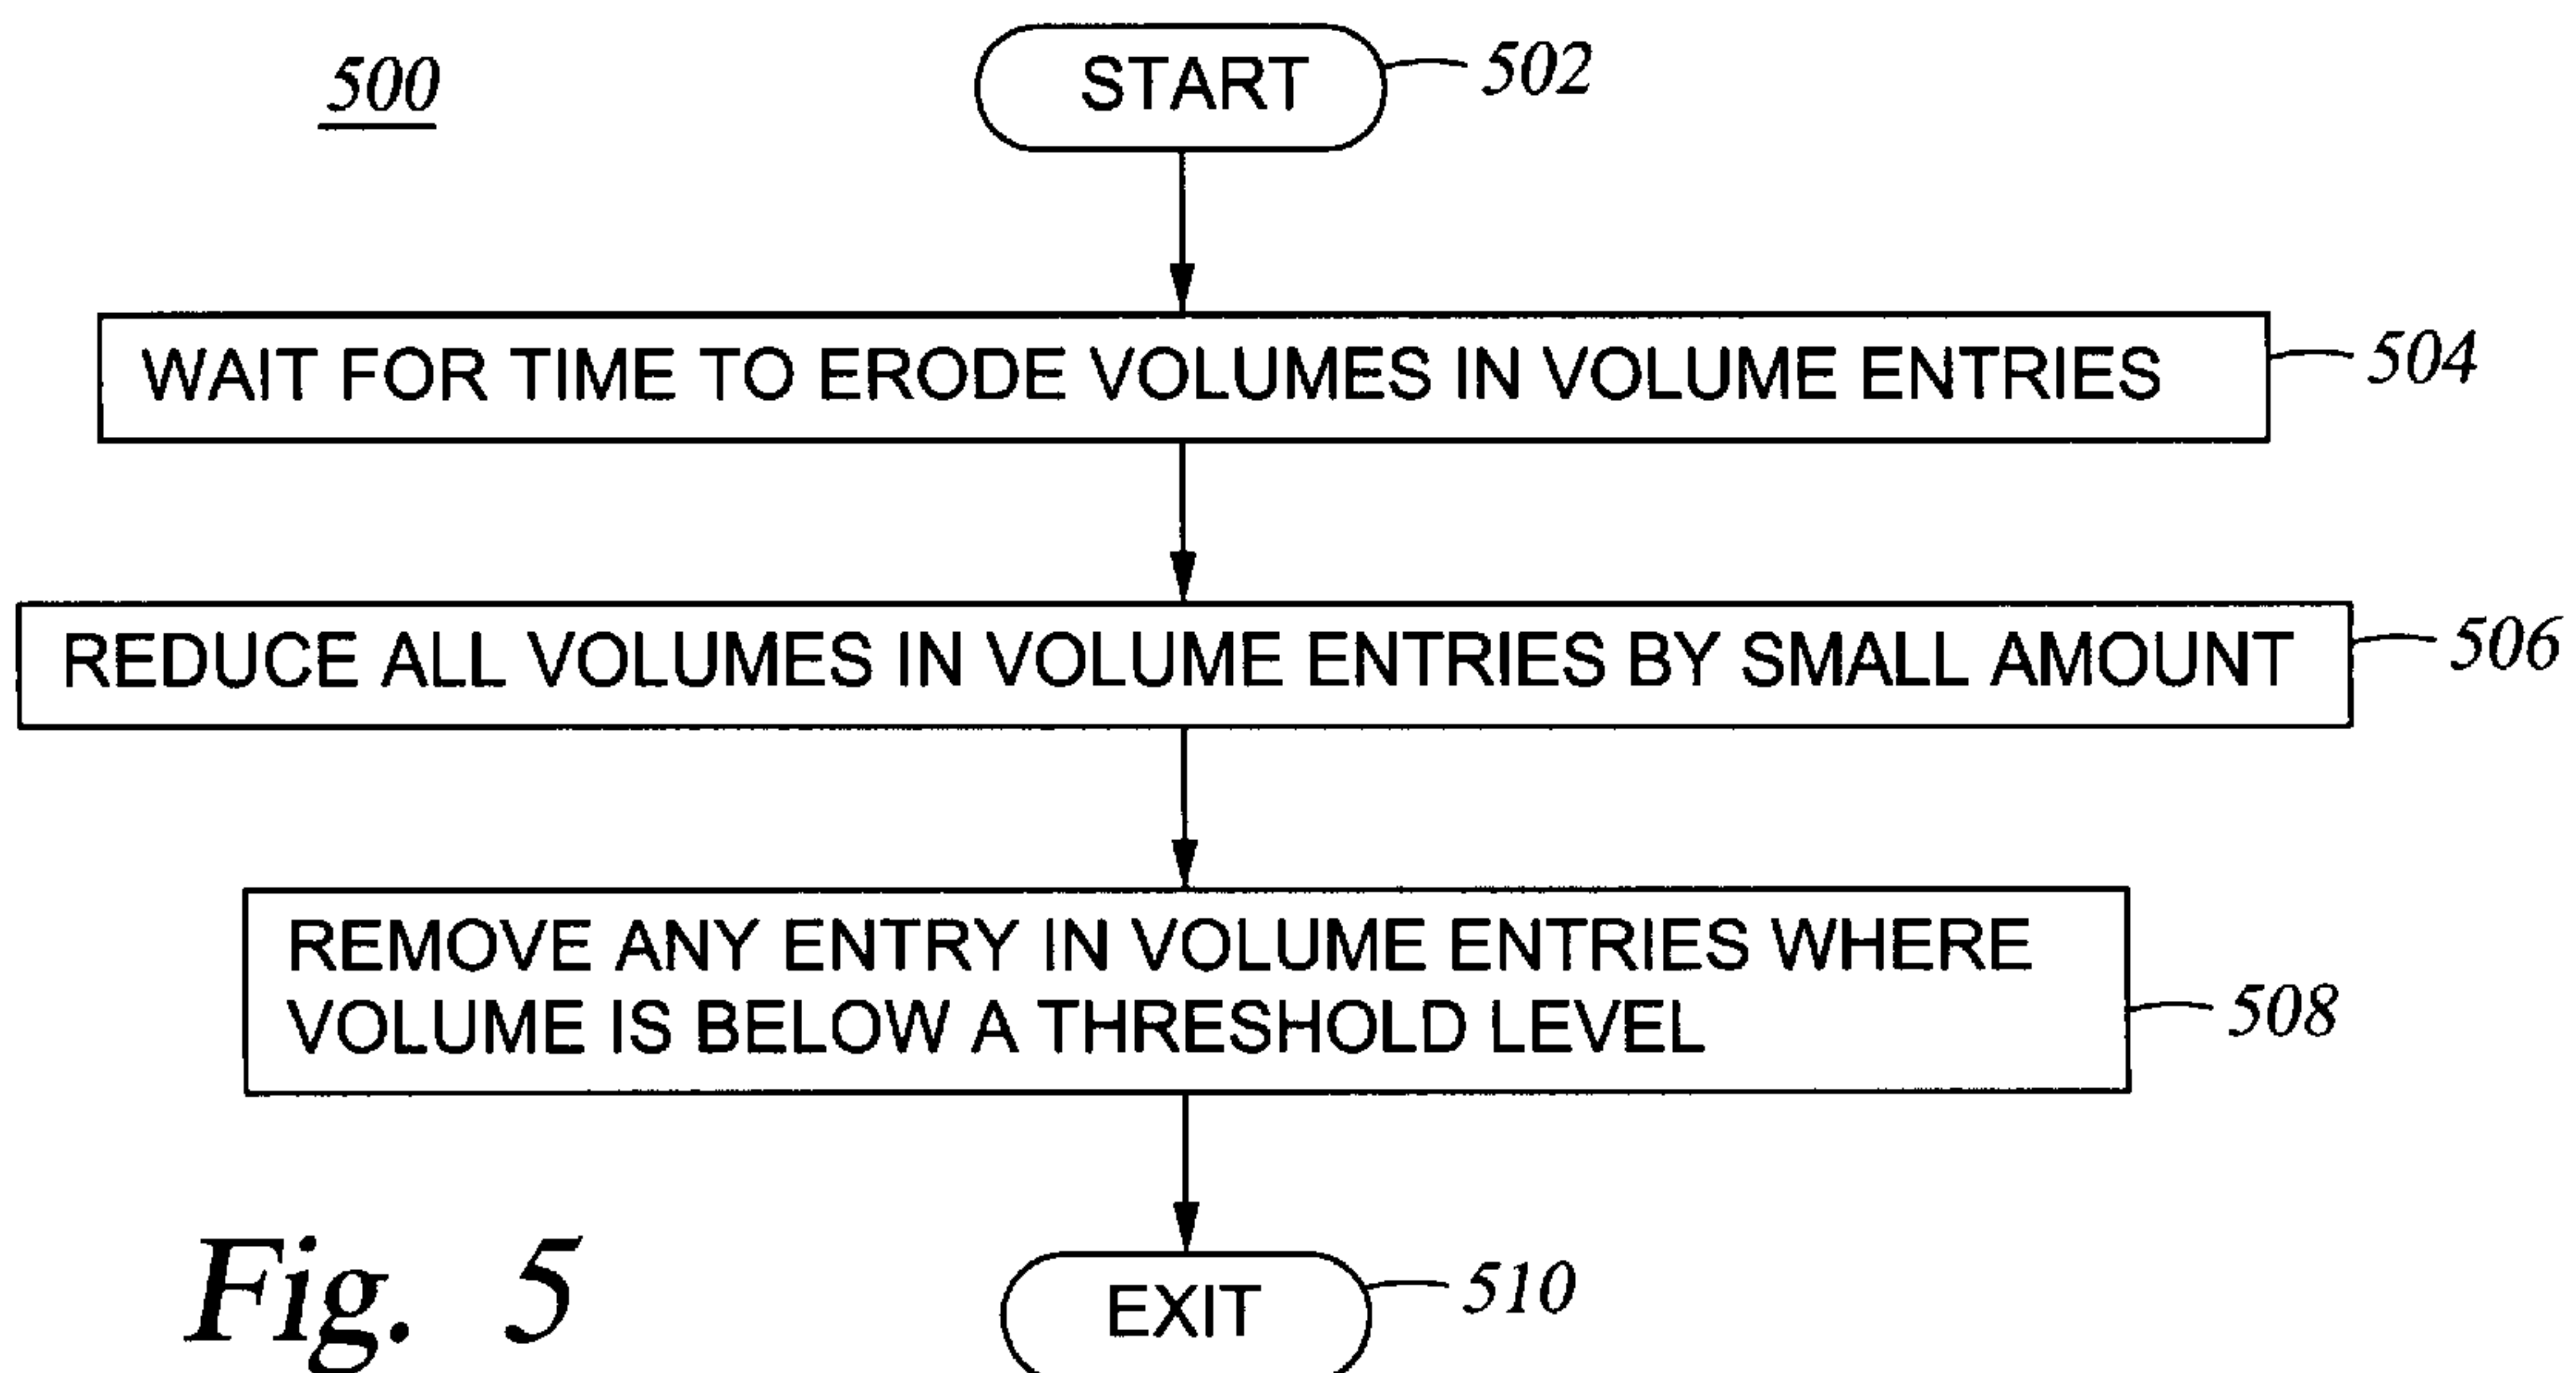 500
START
502
WAIT FOR TIME TO ERODE VOLUMES IN VOLUME ENTRIES
504
REDUCE ALL VOLUMES IN VOLUME ENTRIES BY SMALL AMOUNT
506
REMOVE ANY ENTRY IN VOLUME ENTRIES WHERE
VOLUME IS BELOW A THRESHOLD LEVEL
508
EXIT
510
Fig. 5